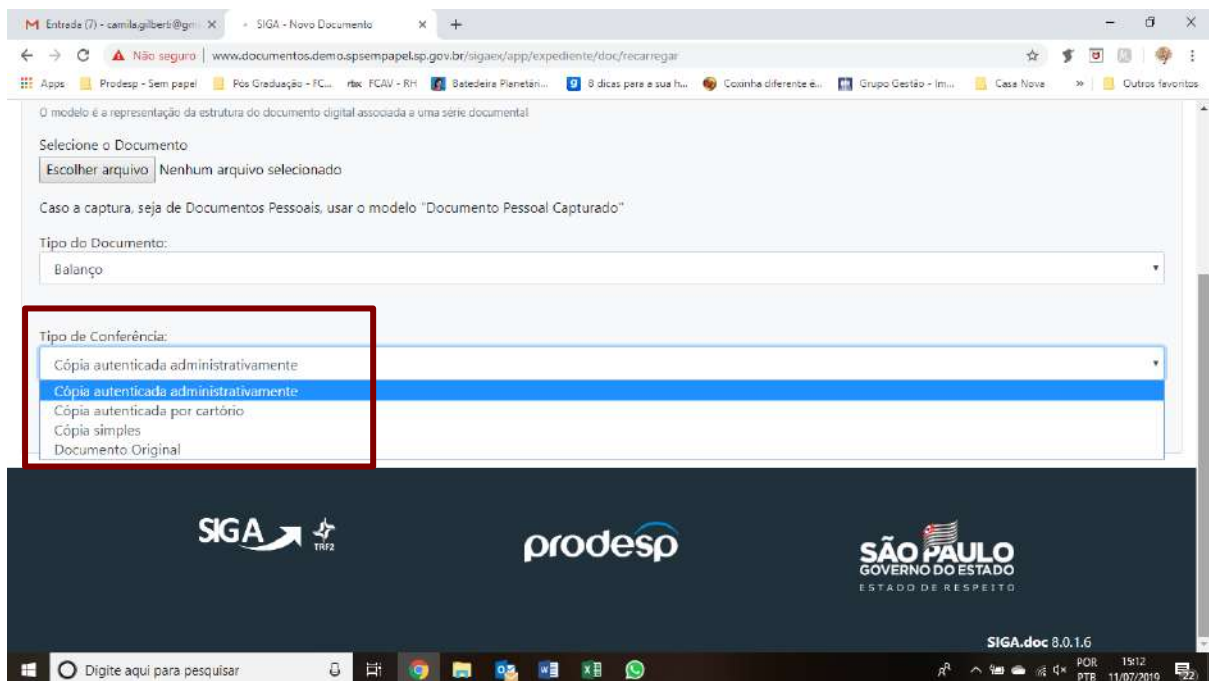 Entrada (7) - camila.gilberti@gm
SIGA - Novo Documento
Não seguro | www.documentos.demo.spsempapel.sp.gov.br/sigaex/app/expediente/doc/recarregar
Apps Prodesp - Sem papel Pós Graduação - FC... FCAV - RH Batedeira Planetári... 8 dicas para a sua h... Coxinha diferente é... Grupo Gestão - Im... Casa Nova » Outros favoritos
O modelo é a representação da estrutura do documento digital associada a uma série documental
Selecione o Documento
Escolher arquivo Nenhum arquivo selecionado
Caso a captura, seja de Documentos Pessoais, usar o modelo "Documento Pessoal Capturado"
Tipo do Documento:
Balanço
Tipo de Conferência:
Cópia autenticada administrativamente
Cópia autenticada administrativamente
Cópia autenticada por cartório
Cópia simples
Documento Original
SIGA TRF2
prodesp
SÃO PAULO
GOVERNO DO ESTADO
ESTADO DE RESPEITO
SIGA.doc 8.0.1.6
Digite aqui para pesquisar
POR 15:12
PTB 11/07/2019 22